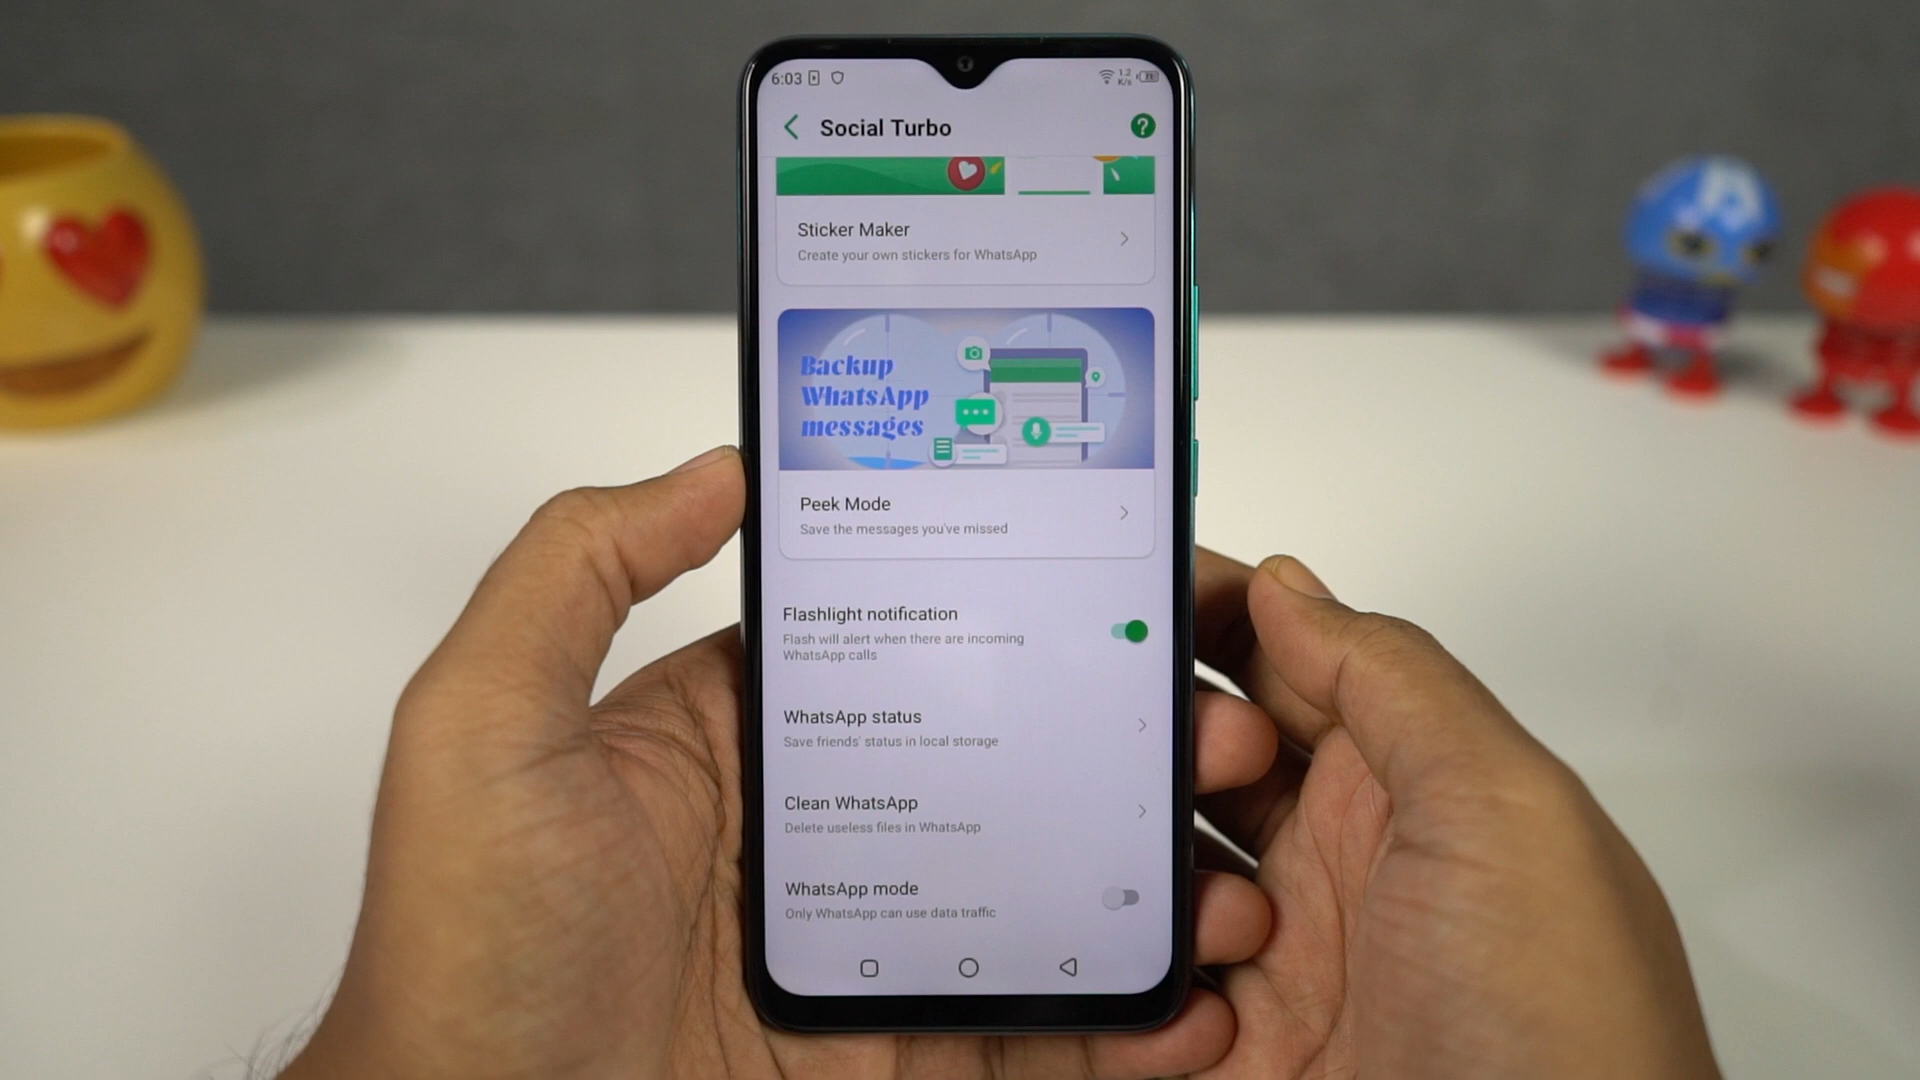 6:03
1.2
K/s
Social Turbo
?
Sticker Maker
Create your own stickers for WhatsApp
Backup
WhatsApp
messages
Peek Mode
Save the messages you've missed
Flashlight notification
Flash will alert when there are incoming
WhatsApp calls
WhatsApp status
Save friends' status in local storage
Clean WhatsApp
Delete useless files in WhatsApp
WhatsApp mode
Only WhatsApp can use data traffic